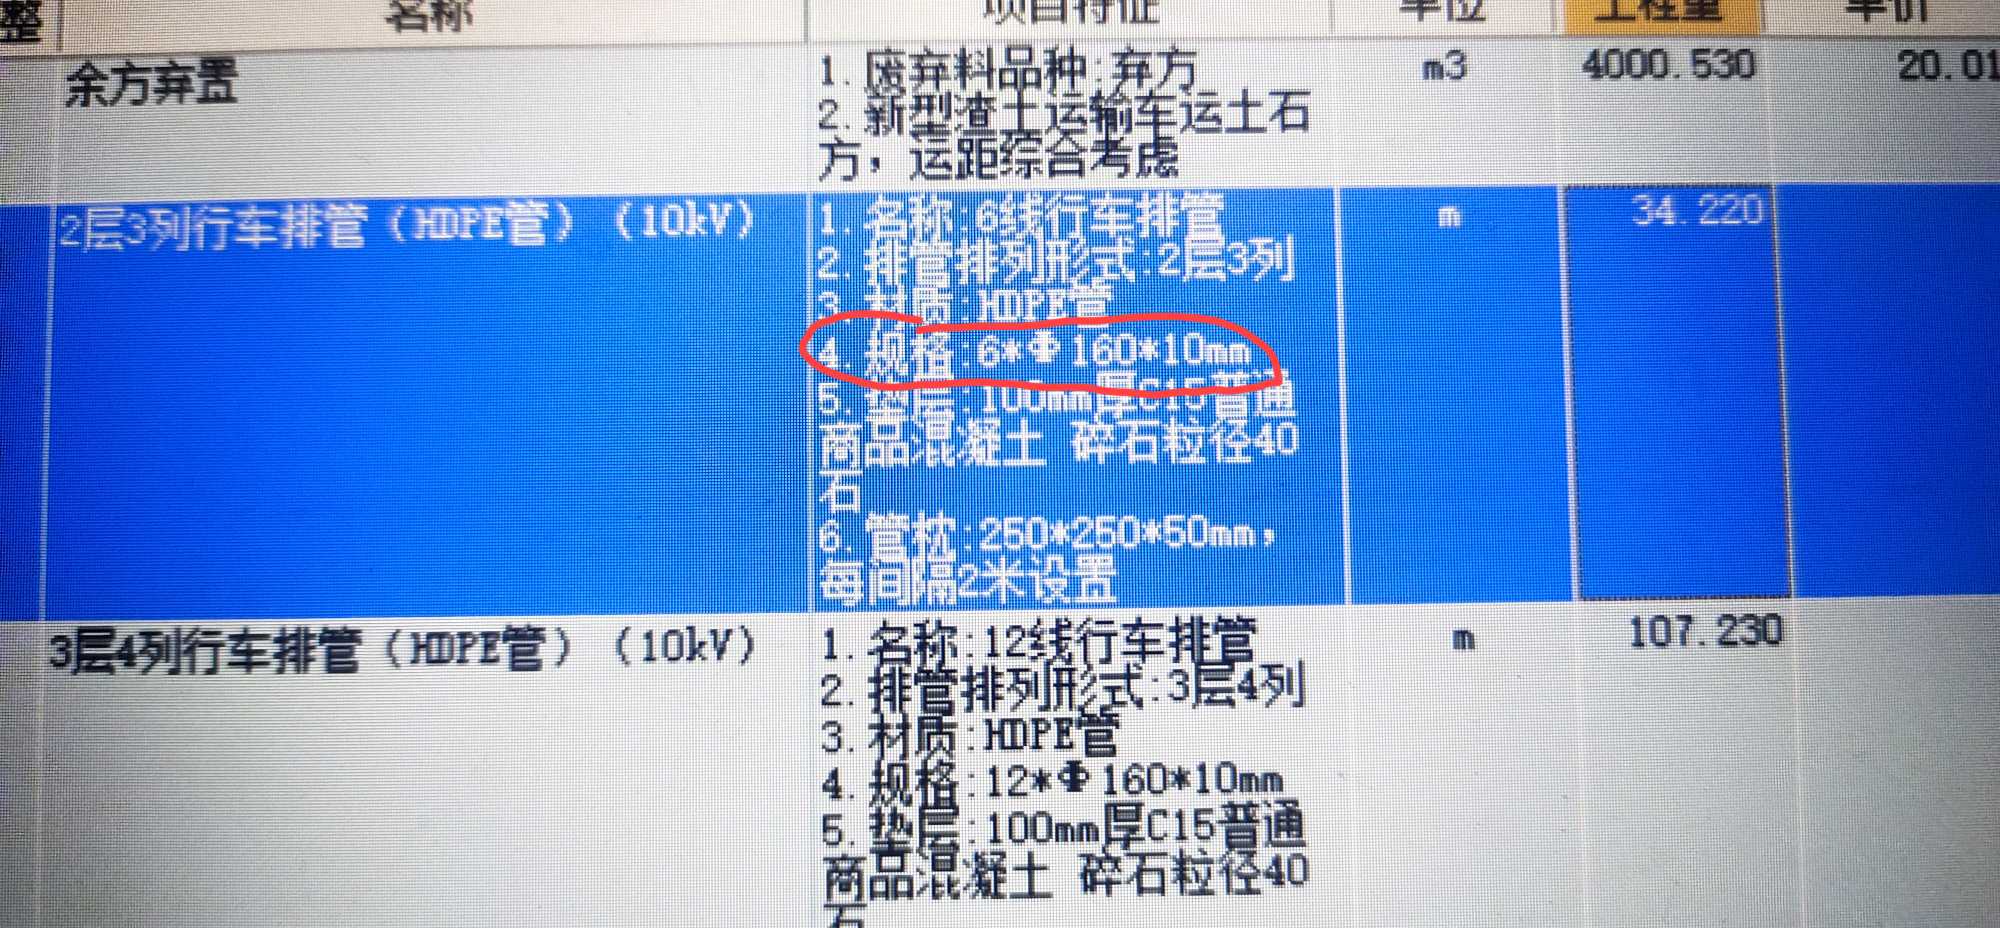 整 名称 项目特征 单位 工程量 单价
余方弃置 1. 废弃料品种:弃方 m3 4000.530 20.01
2. 新型渣土运输车运土石
方，运距综合考虑
2层3列行车排管（HDPE管）（10kV） 1. 名称:6线行车排管 m 34.220
2. 排管排列形式:2层3列
3. 材质:HDPE管
4. 规格:6*Φ160*10mm
5. 垫层:100mm厚C15普通
商品混凝土 碎石粒径40
石
6. 管枕:250*250*50mm，
每间隔2米设置
3层4列行车排管（HDPE管）（10kV） 1. 名称:12线行车排管 m 107.230
2. 排管排列形式:3层4列
3. 材质:HDPE管
4. 规格:12*Φ160*10mm
5. 垫层:100mm厚C15普通
商品混凝土 碎石粒径40
石